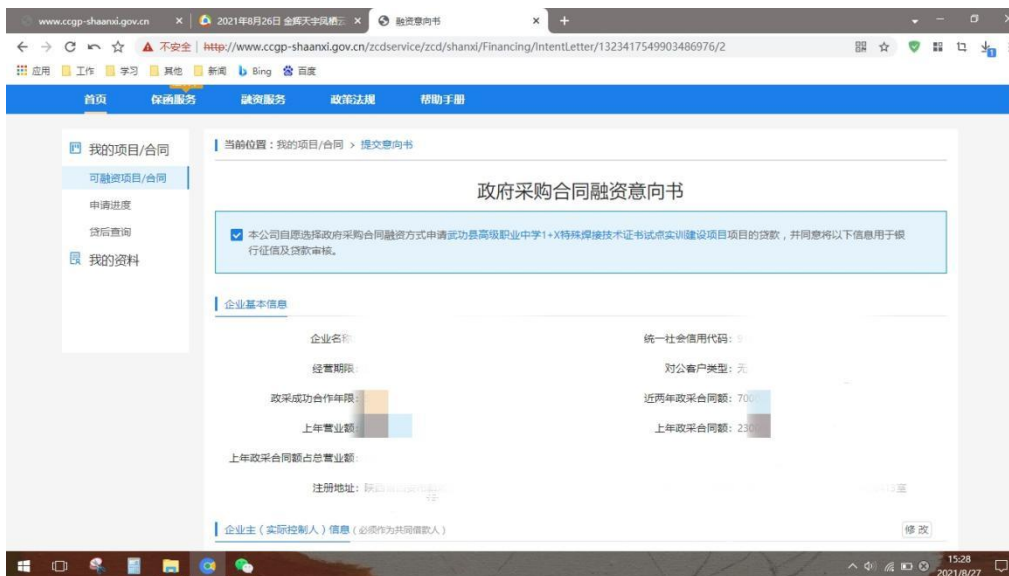 www.ccgp-shaanxi.gov.cn
2021年8月26日 金辉天宇凤栖云
融资意向书
不安全 | http://www.ccgp-shaanxi.gov.cn/zcdservice/zcd/shanxi/Financing/IntentLetter/1323417549903486976/2
应用 工作 学习 其他 新闻 Bing 百度
首页 保函服务 融资服务 政策法规 帮助手册
我的项目/合同
可融资项目/合同
申请进度
贷后查询
我的资料
当前位置：我的项目/合同 > 提交意向书
政府采购合同融资意向书
本公司自愿选择政府采购合同融资方式申请武功县高级职业中学1+X特殊焊接技术证书试点实训建设项目项目的贷款，并同意将以下信息用于银
行征信及贷款审核。
企业基本信息
企业名称 统一社会信用代码：9
经营期限： 对公客户类型：无
政采成功合作年限： 近两年政采合同额：700
上年营业额： 上年政采合同额：230
上年政采合同额占总营业额：
注册地址：陕西 至
企业主（实际控制人）信息（必须作为共同借款人） 修改
15:28
2021/8/27